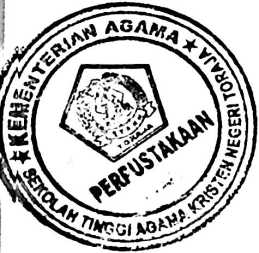 ★ KEMENTERIAN AGAMA ★
PERPUSTAKAAN
SEKOLAH TINGGI AGAMA KRISTEN NEGERI TORAJA